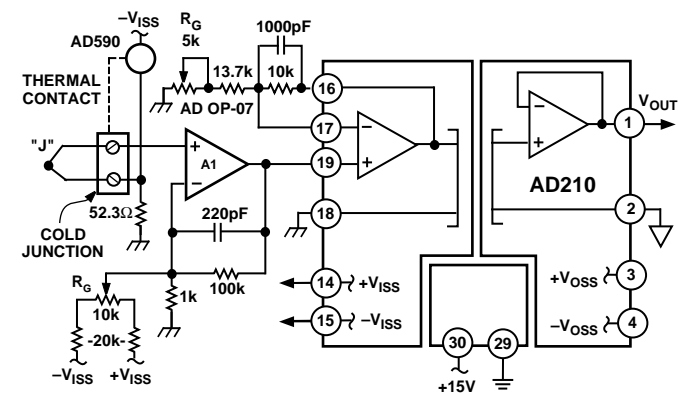 –VISS
AD590
THERMAL
CONTACT
"J"
COLD
JUNCTION
52.3Ω
RG
5k
13.7k
1000pF
10k
AD OP-07
+
A1
–
220pF
100k
1k
RG
10k
-20k-
–VISS
+VISS
16
17
–
19
+
18
14
+VISS
15
–VISS
30
29
+15V
–
+
AD210
1
VOUT
2
+VOSS
3
–VOSS
4